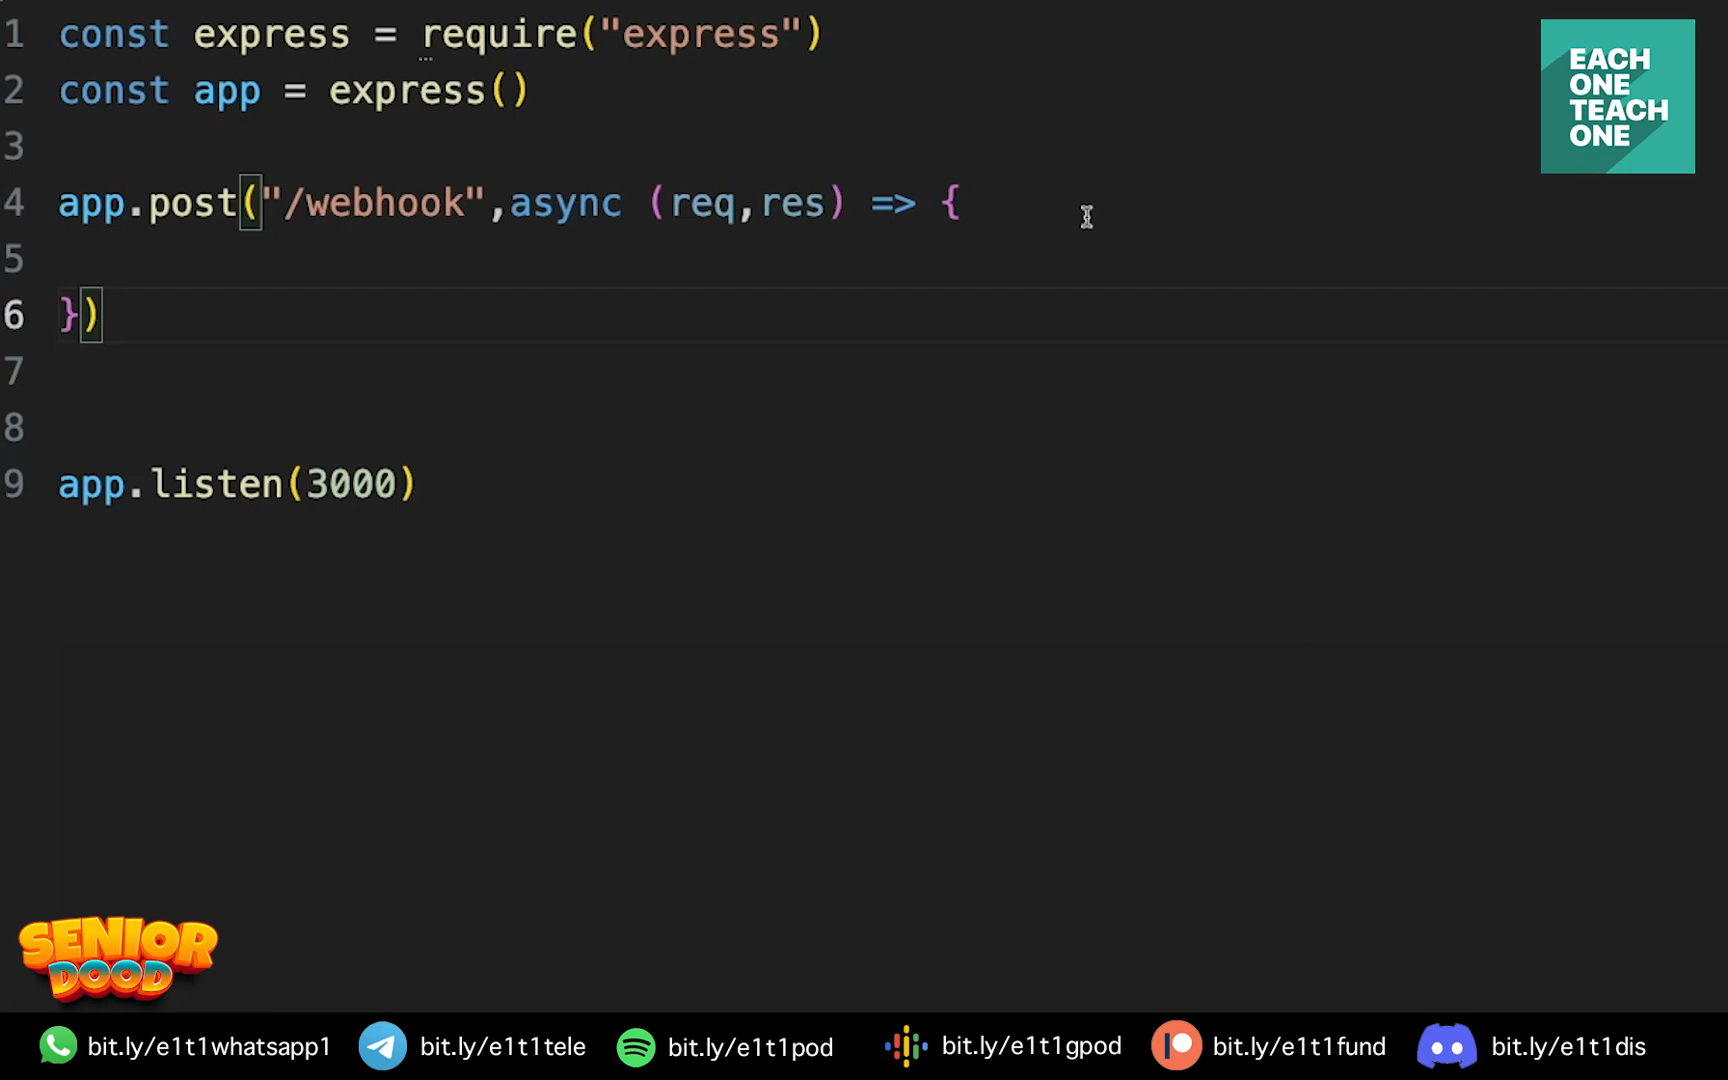 1 const express = require("express")
2 const app = express()
3
4 app.post("/webhook",async (req,res) => {
5
6 })
7
8
9 app.listen(3000)
EACH
ONE
TEACH
ONE
SENIOR
DOOD
bit.ly/e1t1whatsapp1 bit.ly/e1t1tele bit.ly/e1t1pod bit.ly/e1t1gpod bit.ly/e1t1fund bit.ly/e1t1dis